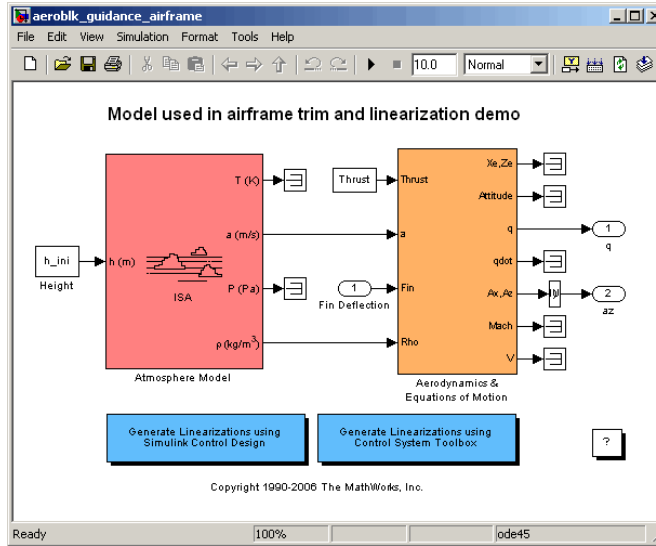 aeroblk_guidance_airframe
File Edit View Simulation Format Tools Help
10.0 Normal
Model used in airframe trim and linearization demo
h_ini
Height
h (m)
T (K)
a (m/s)
ISA
P (Pa)
ρ (kg/m³
Atmosphere Model
Thrust
1
Fin Deflection
Thrust
a
Fin
Rho
Xe,Ze
Attitude
q
qdot
Ax,Az
Mach
V
Aerodynamics &
Equations of Motion
1
q
2
az
Generate Linearizations using
Simulink Control Design
Generate Linearizations using
Control System Toolbox
?
Copyright 1990-2006 The MathWorks, Inc.
Ready 100% ode45